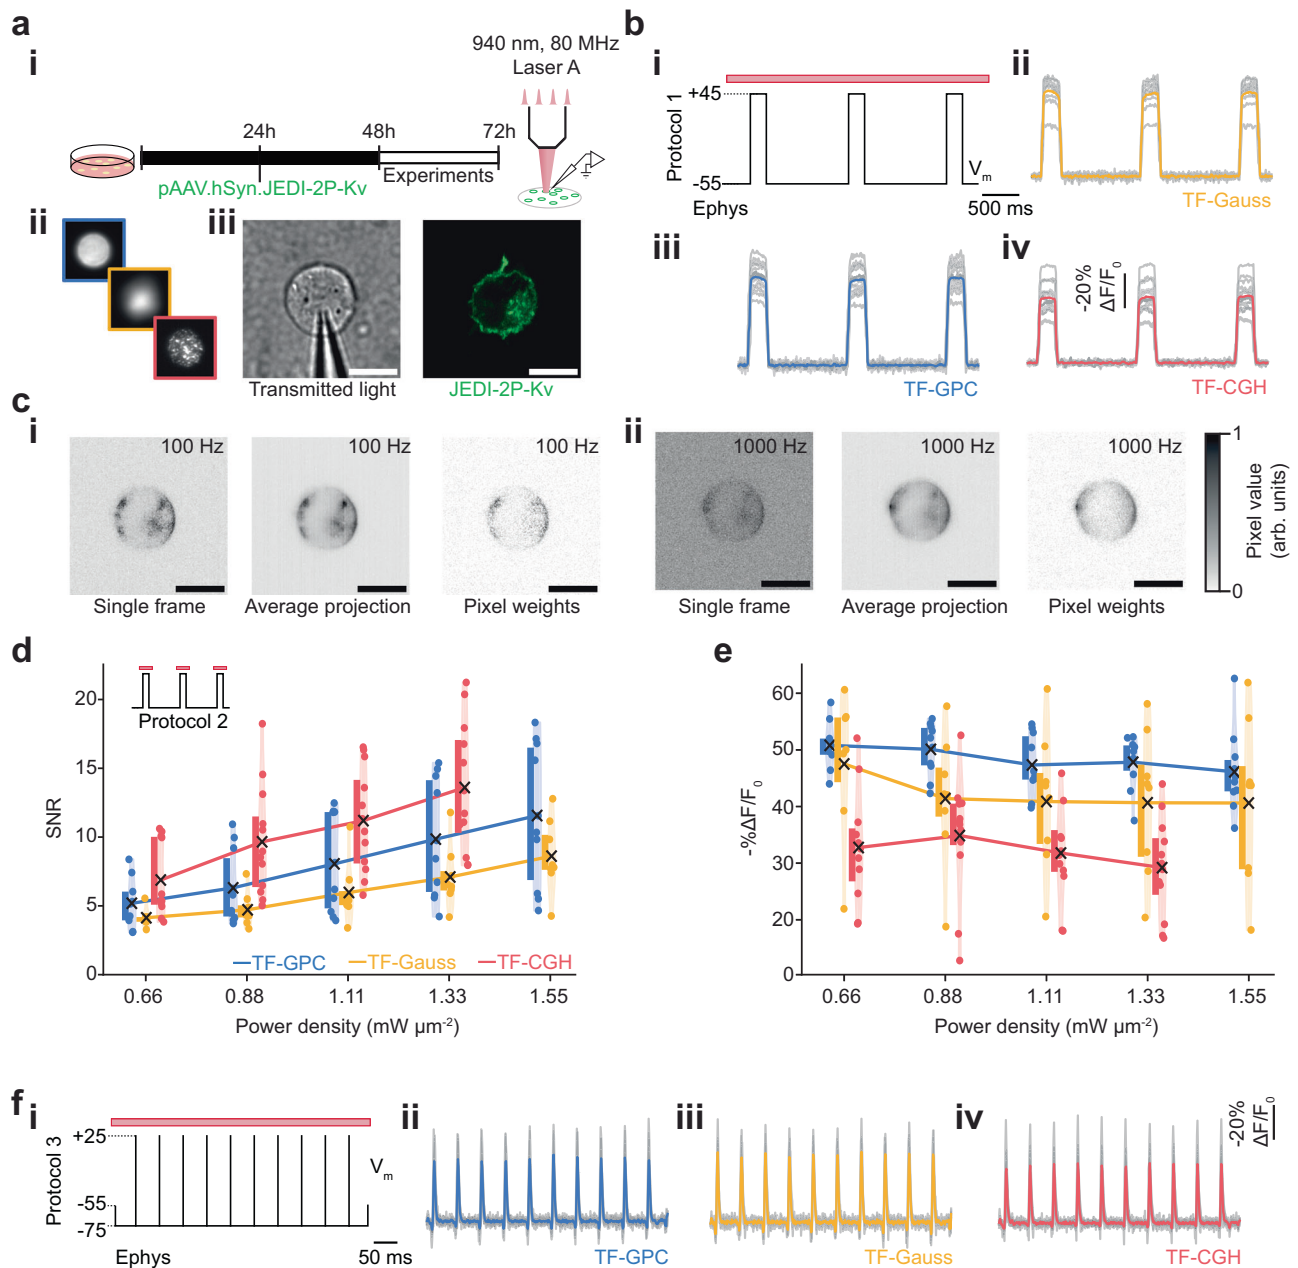 a
i
940 nm, 80 MHz
Laser A
24h
48h
72h
Experiments
pAAV.hSyn.JEDI-2P-Kv
ii
iii
Transmitted light
JEDI-2P-Kv
b
i
Protocol 1
+45
-55
Vm
Ephys
500 ms
ii
TF-Gauss
iii
TF-GPC
iv
-20%
ΔF/F0
TF-CGH
c
i
100 Hz
100 Hz
100 Hz
Single frame
Average projection
Pixel weights
ii
1000 Hz
1000 Hz
1000 Hz
Single frame
Average projection
Pixel weights
1
0
Pixel value
(arb. units)
d
SNR
20
15
10
5
0
Protocol 2
TF-GPC
TF-Gauss
TF-CGH
0.66
0.88
1.11
1.33
1.55
Power density (mW µm-2)
e
-%ΔF/F0
60
50
40
30
20
0
0.66
0.88
1.11
1.33
1.55
Power density (mW µm-2)
f
i
Protocol 3
+25
-55
-75
Vm
Ephys
50 ms
ii
TF-GPC
iii
TF-Gauss
iv
-20%
ΔF/F0
TF-CGH